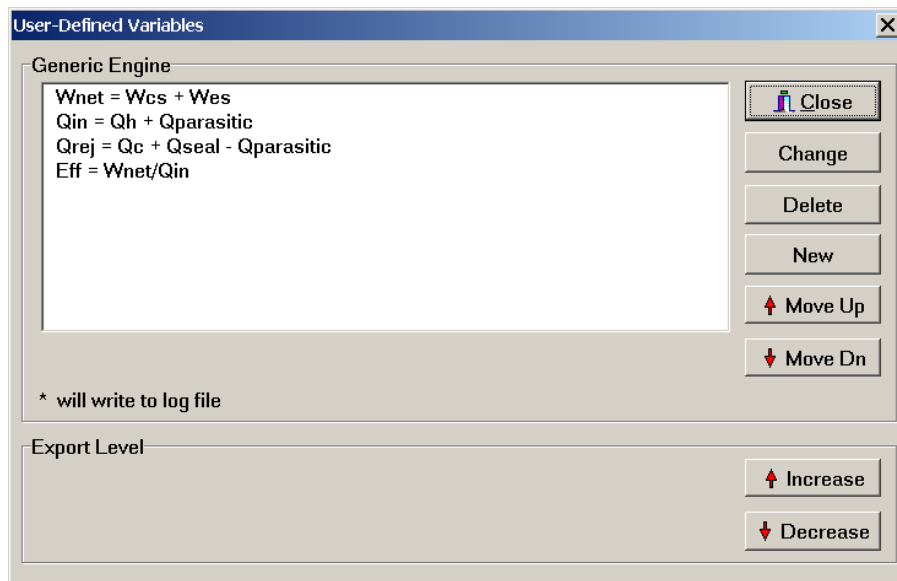 User-Defined Variables
Generic Engine
Wnet = Wcs + Wes
Qin = Qh + Qparasitic
Qrej = Qc + Qseal - Qparasitic
Eff = Wnet/Qin
Close
Change
Delete
New
Move Up
Move Dn
* will write to log file
Export Level
Increase
Decrease